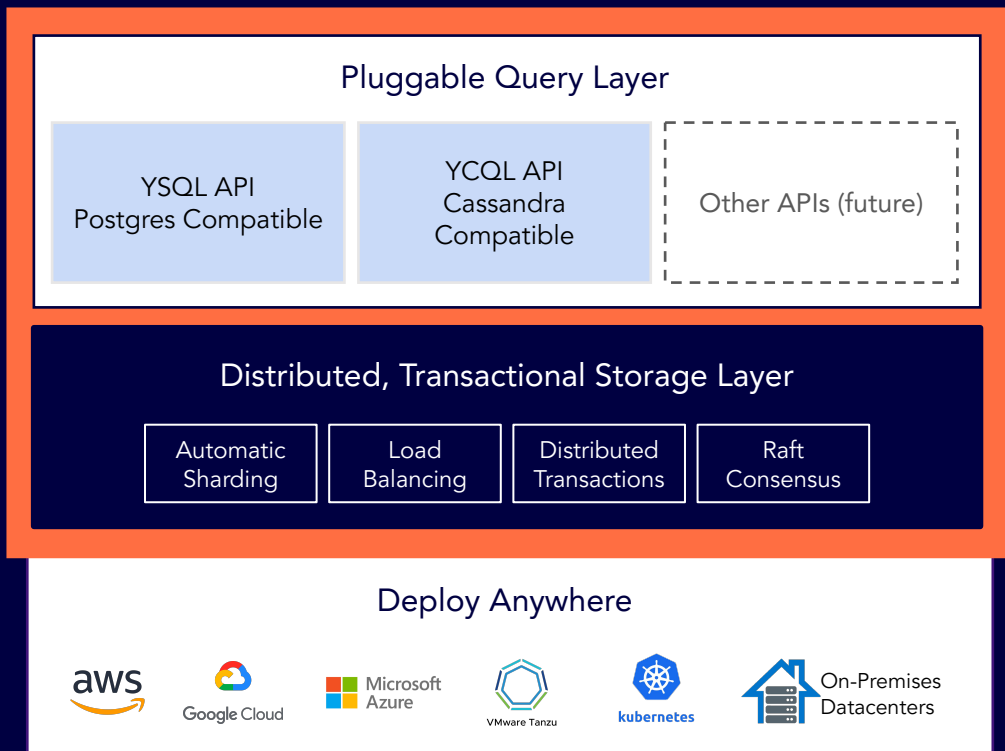 Pluggable Query Layer
YSQL API
Postgres Compatible
YCQL API
Cassandra
Compatible
Other APIs (future)
Distributed, Transactional Storage Layer
Automatic
Sharding
Load
Balancing
Distributed
Transactions
Raft
Consensus
Deploy Anywhere
aws
Google Cloud
Microsoft
Azure
VMware Tanzu
kubernetes
On-Premises
Datacenters